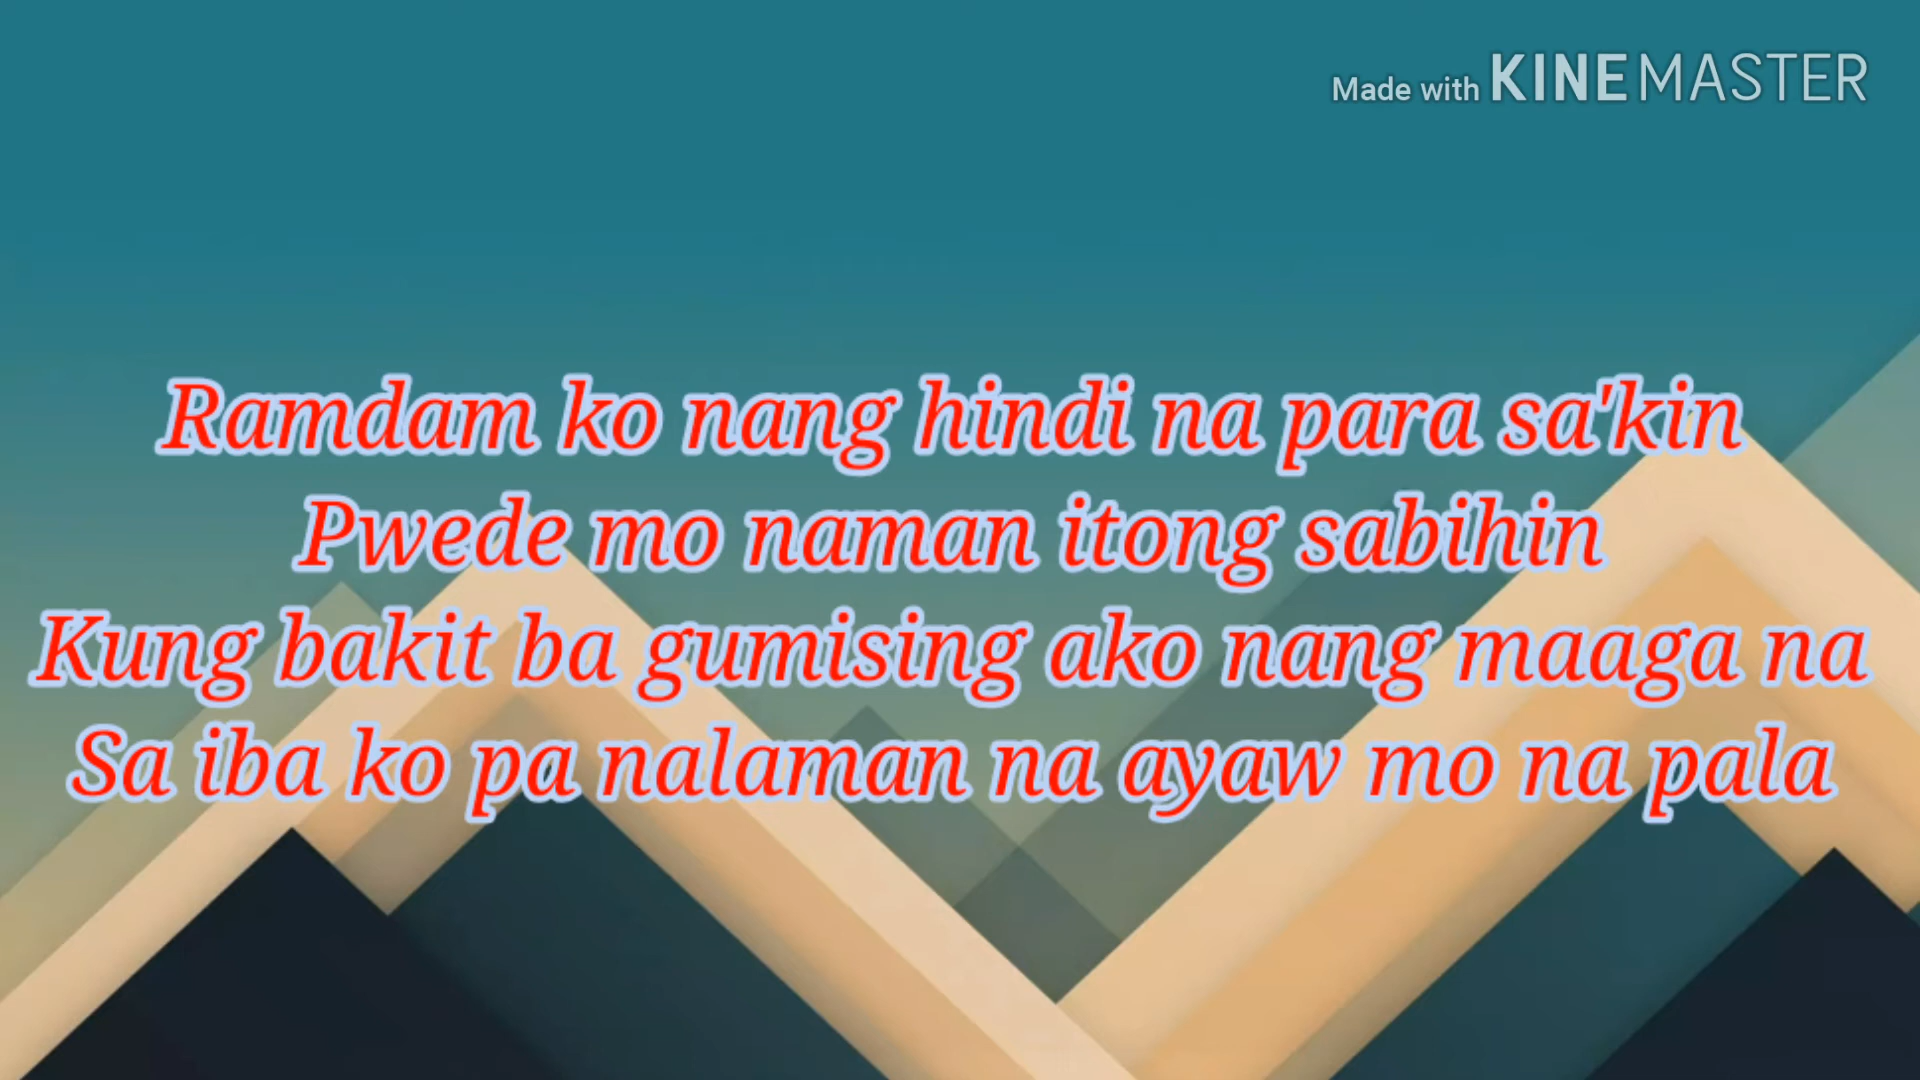 Made with KINEMASTER
Ramdam ko nang hindi na para sa'kin
Pwede mo naman itong sabihin
Kung bakit ba gumising ako nang maaga na
Sa iba ko pa nalaman na ayaw mo na pala